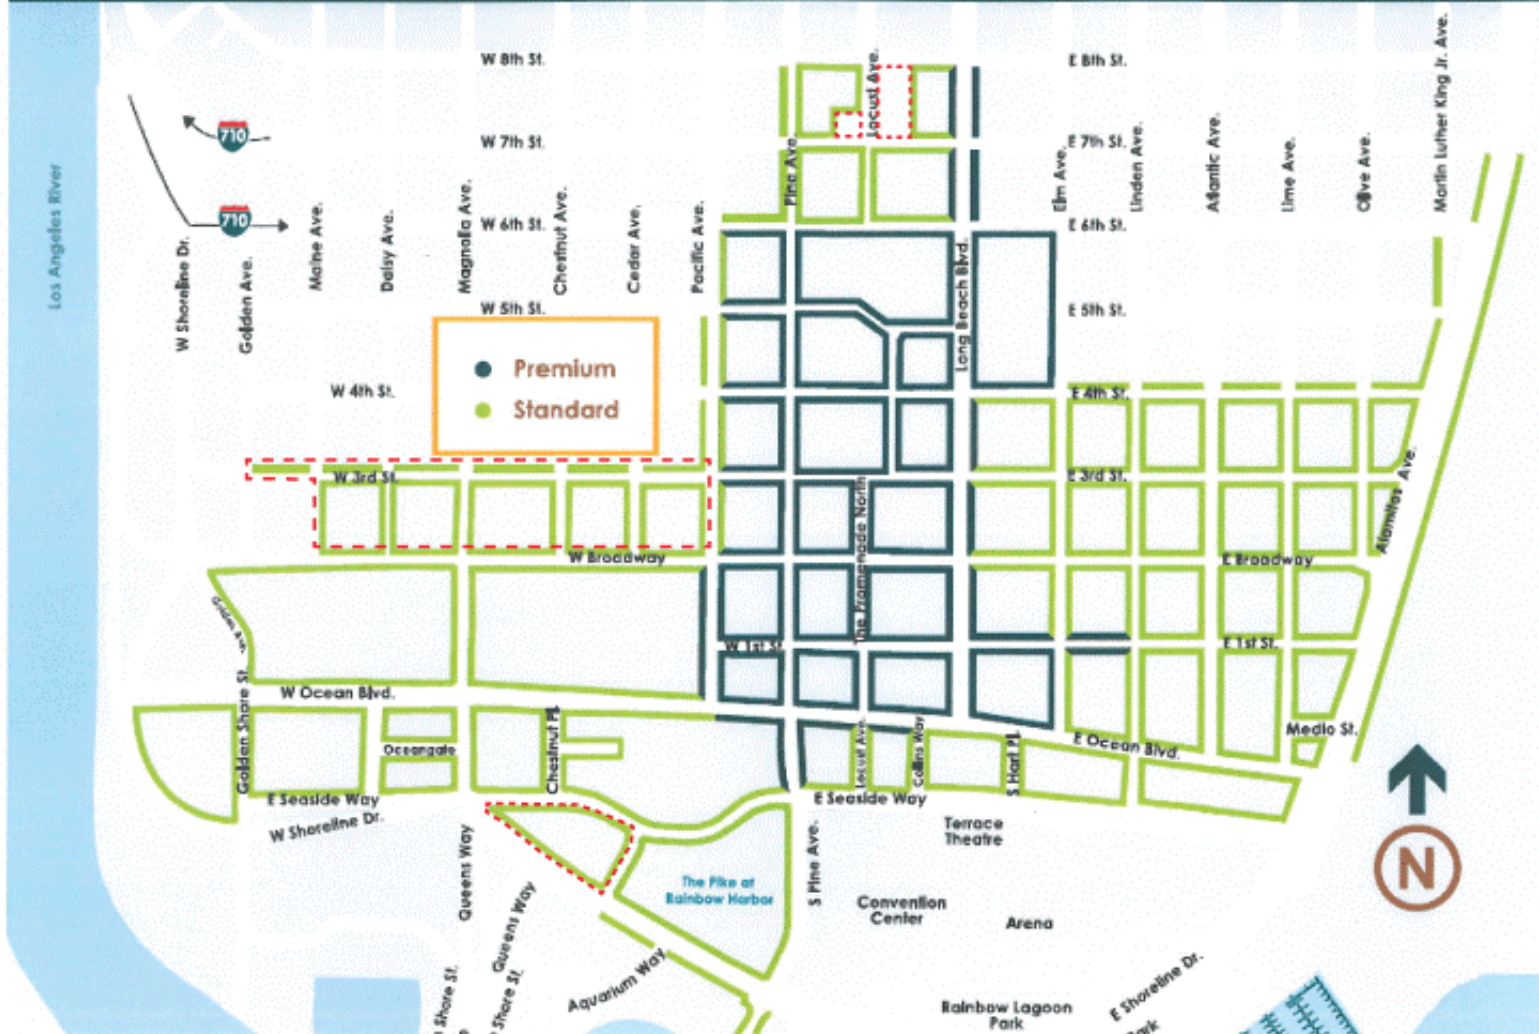 W 8th St.
E 8th St.
Locust Ave.
Martin Luther King Jr. Ave.
710
W 7th St.
E 7th St.
Pine Ave.
Elm Ave.
Linden Ave.
Atlantic Ave.
Lime Ave.
Olive Ave.
Los Angeles River
710
W 6th St.
E 6th St.
W Shoreline Dr.
Golden Ave.
Maine Ave.
Daisy Ave.
Magnolia Ave.
Chestnut Ave.
Cedar Ave.
Pacific Ave.
Long Beach Blvd.
W 5th St.
E 5th St.
Premium
Standard
W 4th St.
E 4th St.
W 3rd St.
E 3rd St.
The Promenade North
Alamitos Ave.
W Broadway
E Broadway
Golden Ave.
W 1st St.
E 1st St.
W Ocean Blvd.
Golden Shore St.
Oceangate
Chestnut Pl.
Locust Ave.
Collins Way
S Hart Pl.
E Ocean Blvd.
Medio St.
E Seaside Way
E Seaside Way
W Shoreline Dr.
Terrace
Theatre
Queens Way
Queens Way
S Pine Ave.
The Pike at
Rainbow Harbor
Convention
Center
Arena
N
Aquarium Way
Shore St.
Shore St.
E Shoreline Dr.
Rainbow Lagoon
Park